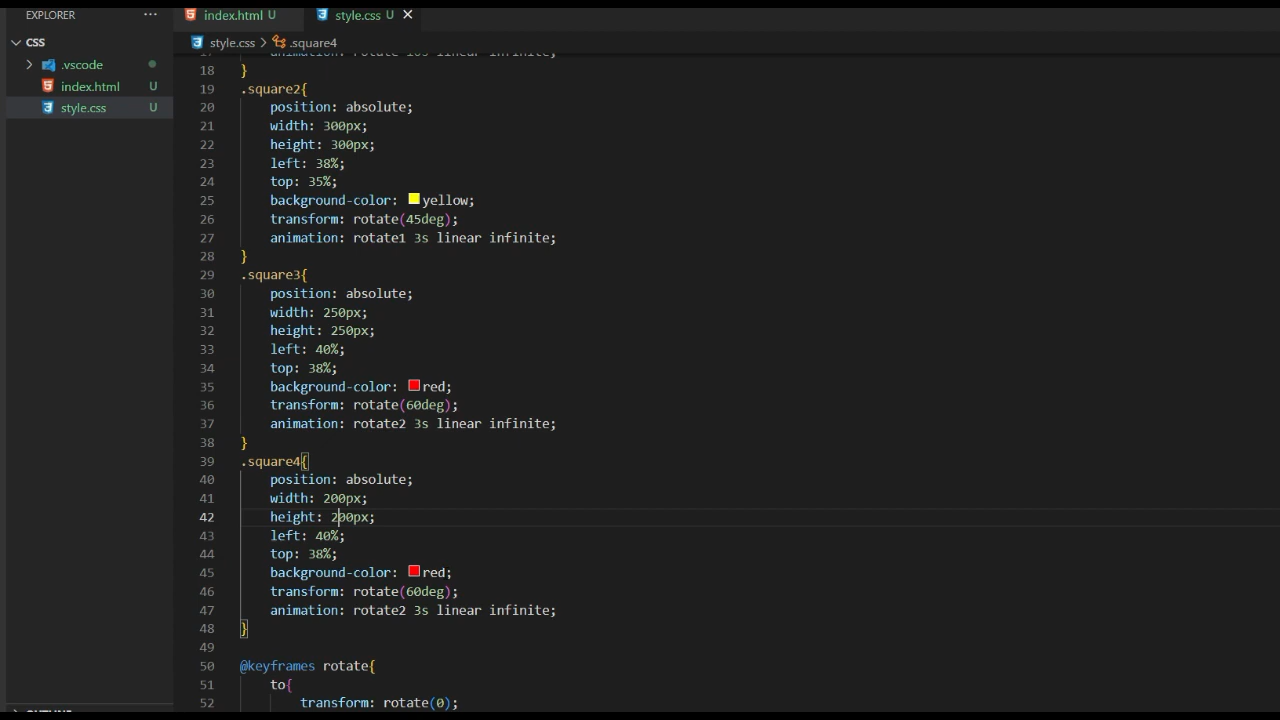 EXPLORER ...
index.html U
style.css U
CSS
style.css > .square4
.vscode
index.html U
style.css U
18 }
19 .square2{
20 position: absolute;
21 width: 300px;
22 height: 300px;
23 left: 38%;
24 top: 35%;
25 background-color: yellow;
26 transform: rotate(45deg);
27 animation: rotate1 3s linear infinite;
28 }
29 .square3{
30 position: absolute;
31 width: 250px;
32 height: 250px;
33 left: 40%;
34 top: 38%;
35 background-color: red;
36 transform: rotate(60deg);
37 animation: rotate2 3s linear infinite;
38 }
39 .square4{
40 position: absolute;
41 width: 200px;
42 height: 200px;
43 left: 40%;
44 top: 38%;
45 background-color: red;
46 transform: rotate(60deg);
47 animation: rotate2 3s linear infinite;
48 }
49
50 @keyframes rotate{
51 to{
52 transform: rotate(0);